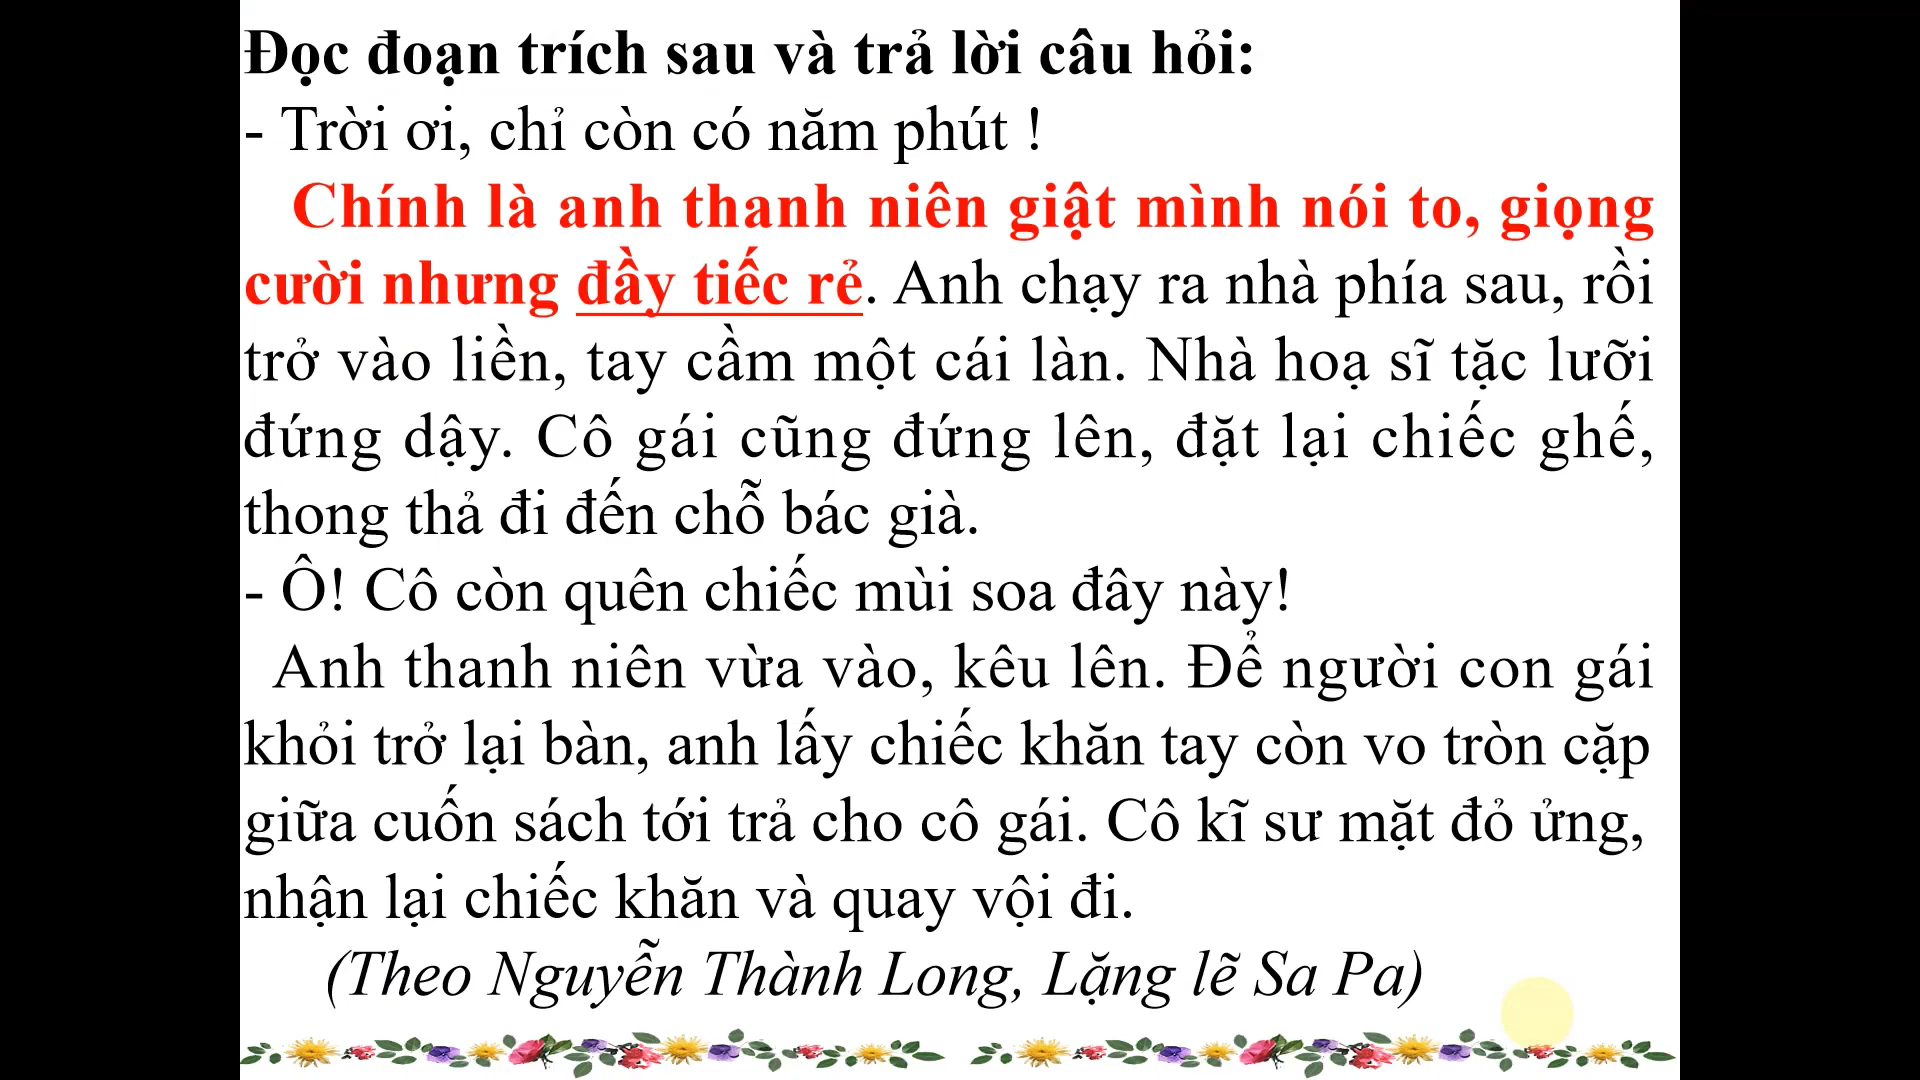 Đọc đoạn trích sau và trả lời câu hỏi:
- Trời ơi, chỉ còn có năm phút !
Chính là anh thanh niên giật mình nói to, giọng
cười nhưng đầy tiếc rẻ. Anh chạy ra nhà phía sau, rồi
trở vào liền, tay cầm một cái làn. Nhà hoạ sĩ tặc lưỡi
đứng dậy. Cô gái cũng đứng lên, đặt lại chiếc ghế,
thong thả đi đến chỗ bác già.
- Ô! Cô còn quên chiếc mùi soa đây này!
Anh thanh niên vừa vào, kêu lên. Để người con gái
khỏi trở lại bàn, anh lấy chiếc khăn tay còn vo tròn cặp
giữa cuốn sách tới trả cho cô gái. Cô kĩ sư mặt đỏ ửng,
nhận lại chiếc khăn và quay vội đi.
(Theo Nguyễn Thành Long, Lặng lẽ Sa Pa)